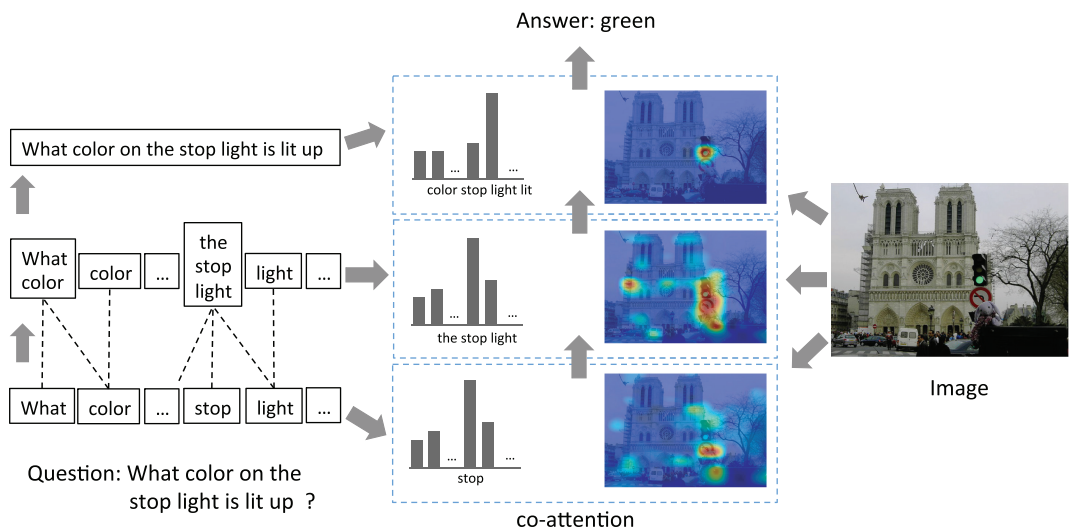 Answer: green
What color on the stop light is lit up
... ...
color stop light lit
What
color
color
...
the
stop
light
light
...
... ...
the stop light
What
color
...
stop
light
...
... ...
stop
Image
Question: What color on the
stop light is lit up ?
co-attention